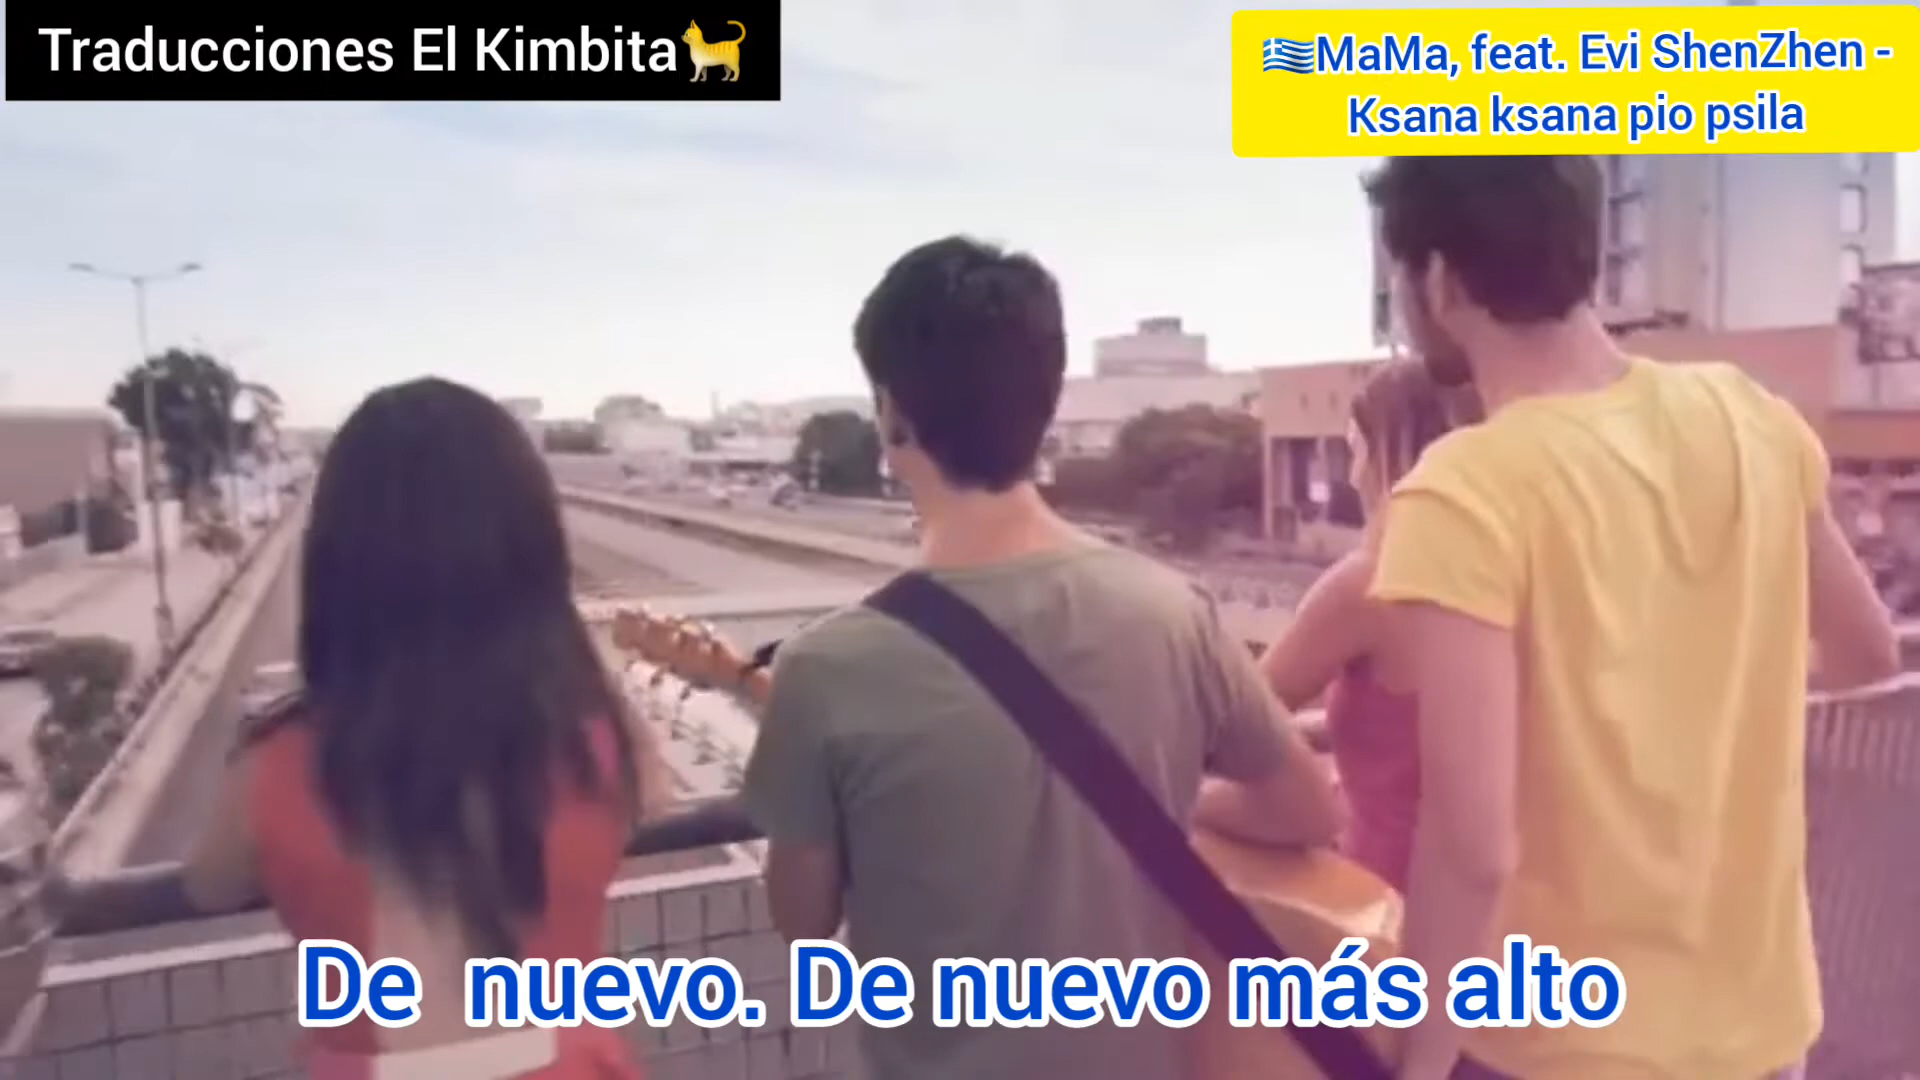 Traducciones El Kimbita🐈
🇬🇷MaMa, feat. Evi ShenZhen -
Ksana ksana pio psila
De nuevo. De nuevo más alto